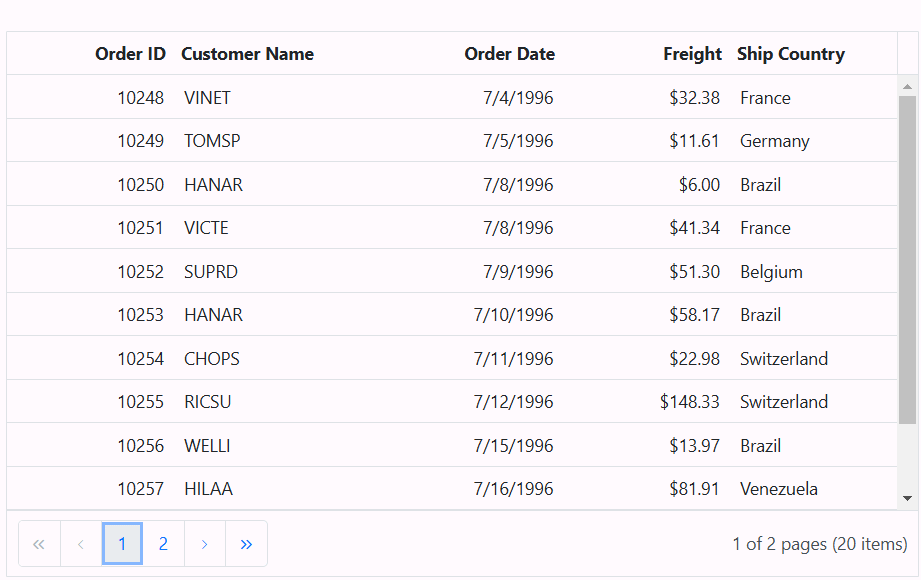 Order ID Customer Name Order Date Freight Ship Country
10248 VINET 7/4/1996 $32.38 France
10249 TOMSP 7/5/1996 $11.61 Germany
10250 HANAR 7/8/1996 $6.00 Brazil
10251 VICTE 7/8/1996 $41.34 France
10252 SUPRD 7/9/1996 $51.30 Belgium
10253 HANAR 7/10/1996 $58.17 Brazil
10254 CHOPS 7/11/1996 $22.98 Switzerland
10255 RICSU 7/12/1996 $148.33 Switzerland
10256 WELLI 7/15/1996 $13.97 Brazil
10257 HILAA 7/16/1996 $81.91 Venezuela
« ‹ 1 2 › » 1 of 2 pages (20 items)